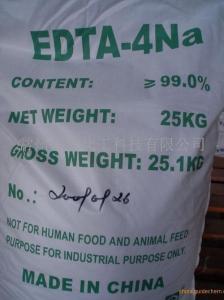 EDTA-4Na
CONTENT: ≥99.0%
NET WEIGHT: 25KG
GROSS WEIGHT: 25.1KG
No.:
NOT FOR HUMAN FOOD AND ANIMAL FEED
PURPOSE FOR INDUSTRIAL PURPOSE ONLY.
MADE IN CHINA